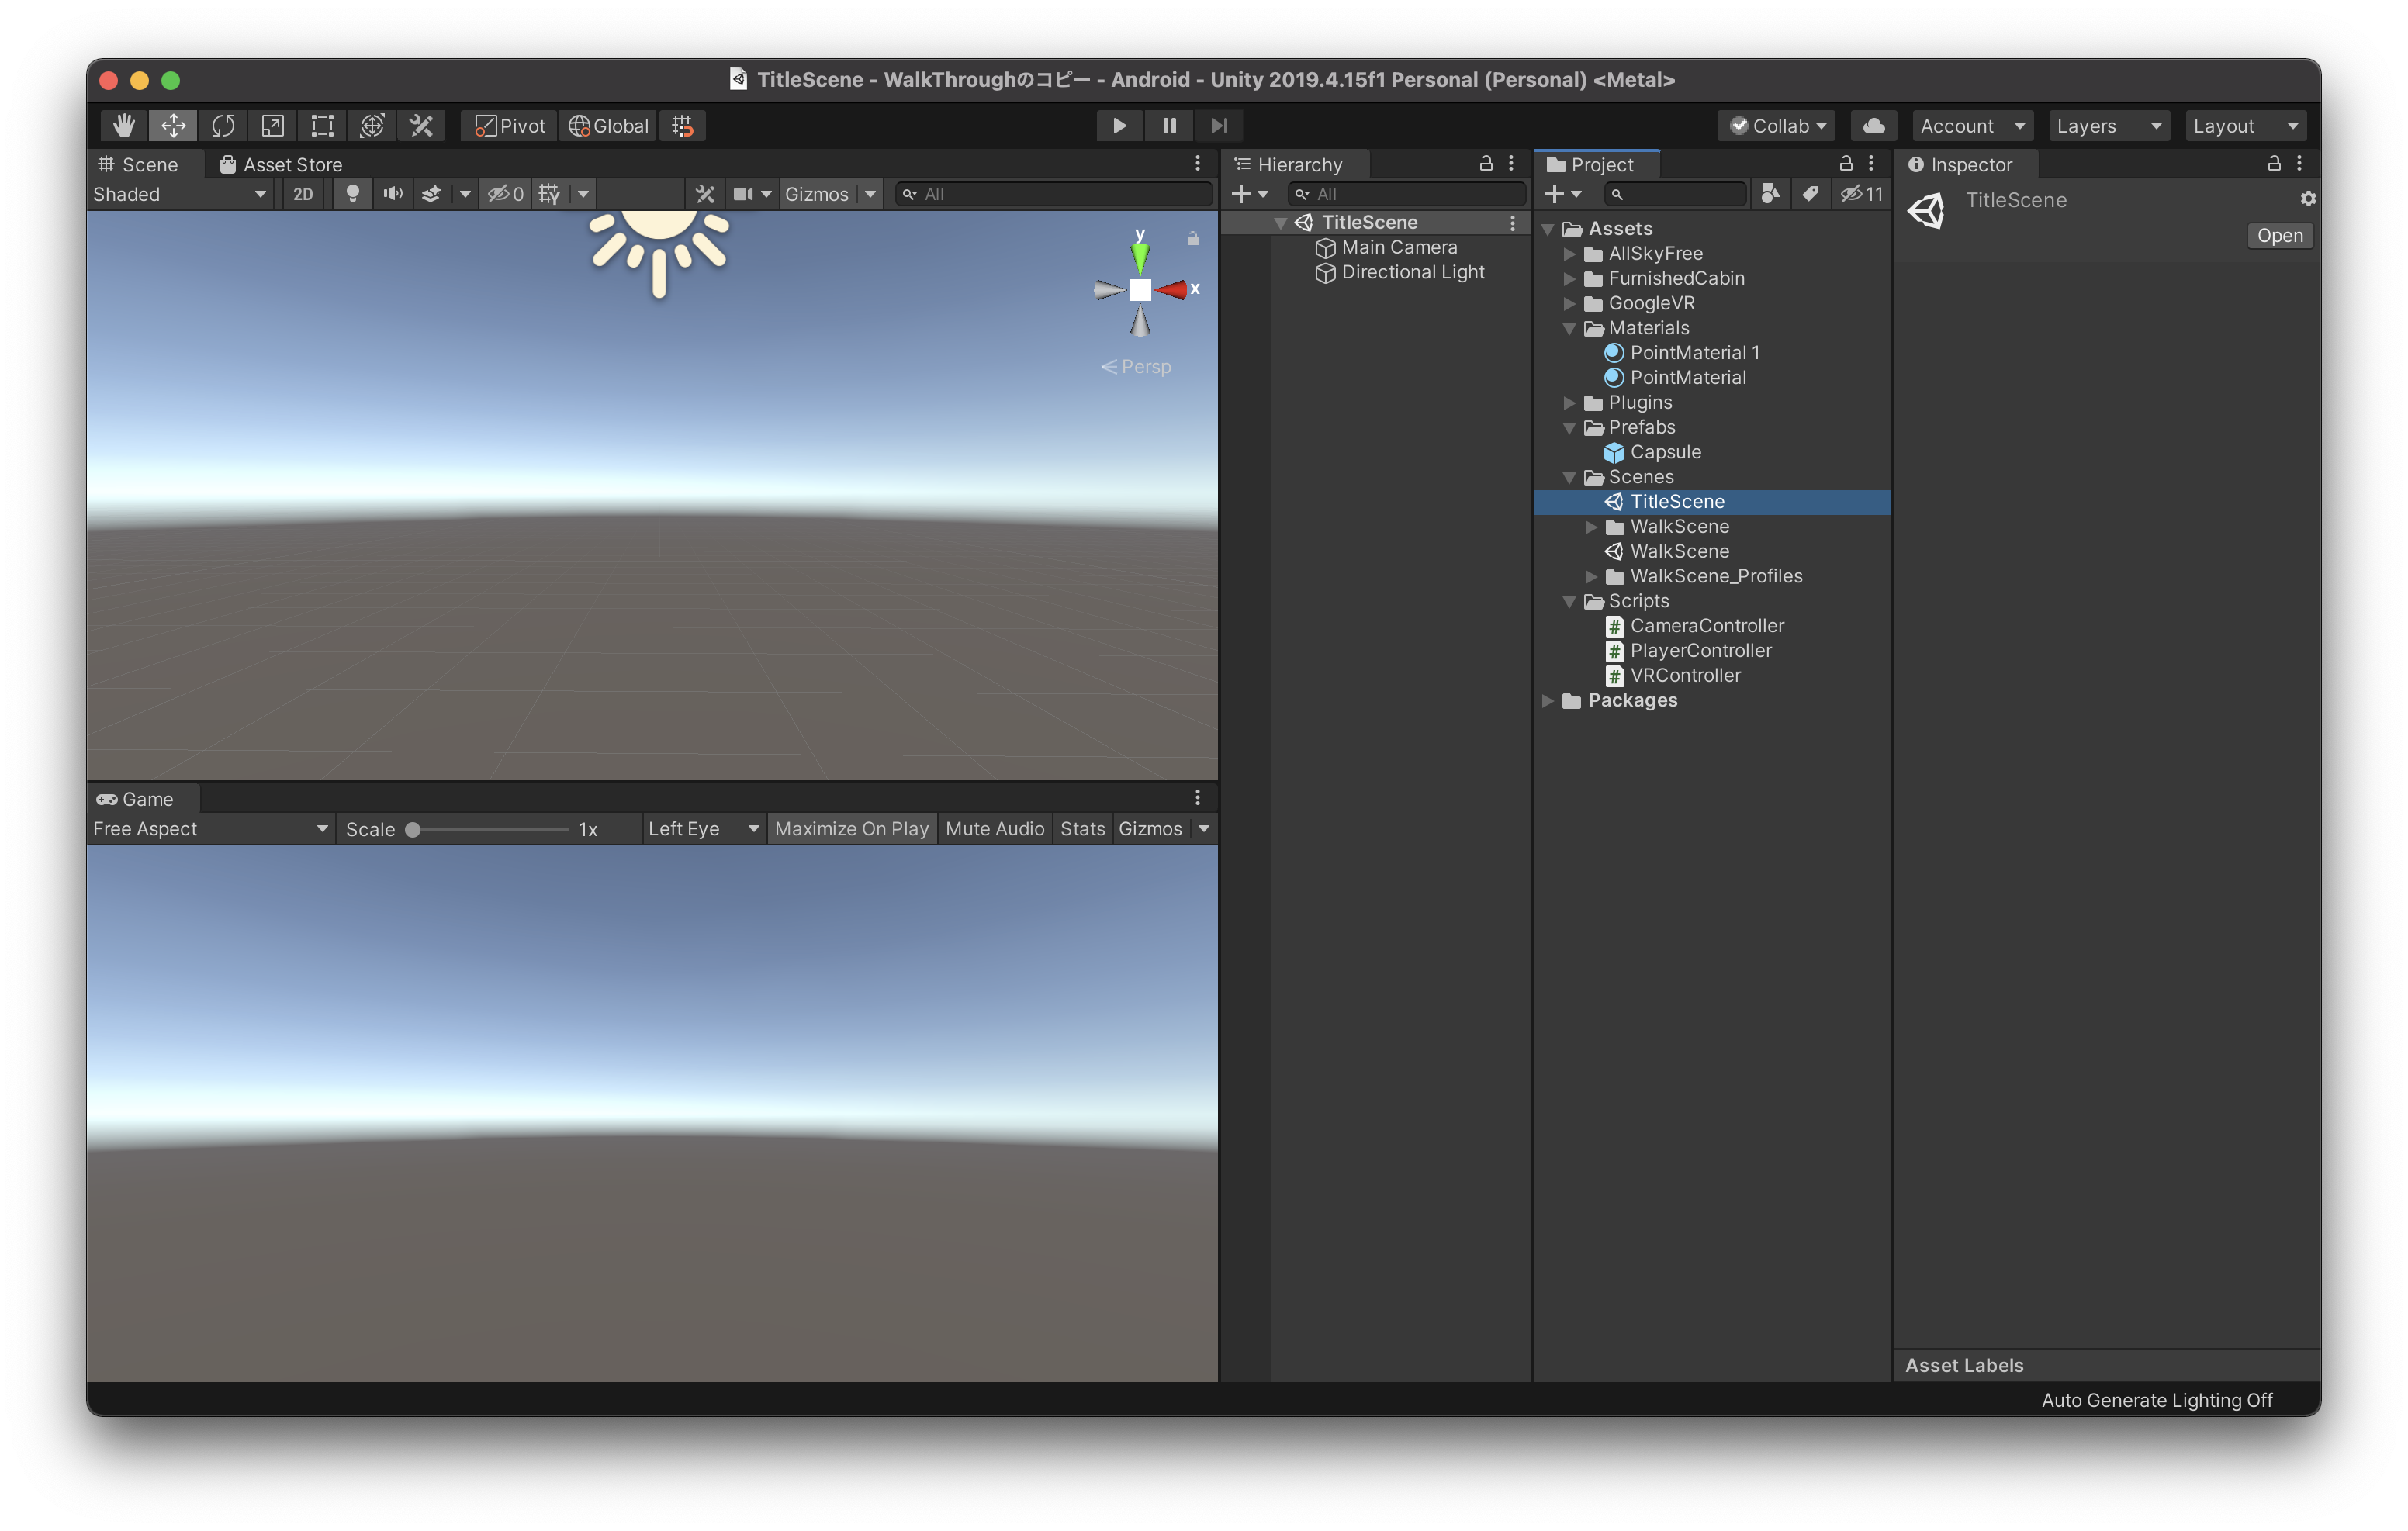 TitleScene - WalkThroughのコピー - Android - Unity 2019.4.15f1 Personal (Personal) <Metal>
Pivot Global Collab Account Layers Layout
Scene Asset Store
Shaded 2D 0 Gizmos All
y
x
Persp
Game
Free Aspect Scale 1x Left Eye Maximize On Play Mute Audio Stats Gizmos
Hierarchy
All
TitleScene
Main Camera
Directional Light
Project
11
Assets
AllSkyFree
FurnishedCabin
GoogleVR
Materials
PointMaterial 1
PointMaterial
Plugins
Prefabs
Capsule
Scenes
TitleScene
WalkScene
WalkScene
WalkScene_Profiles
Scripts
CameraController
PlayerController
VRController
Packages
Inspector
TitleScene
Open
Asset Labels
Auto Generate Lighting Off